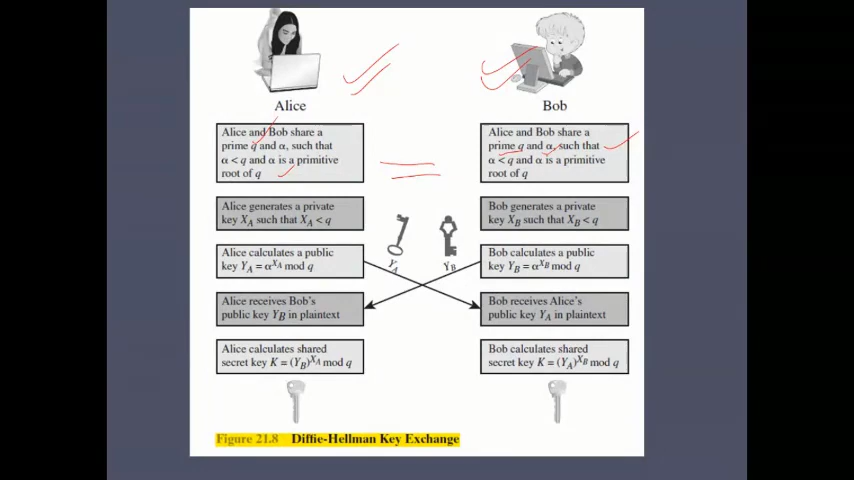 Alice
Bob
Alice and Bob share a
prime q and α, such that
α < q and α is a primitive
root of q
Alice and Bob share a
prime q and α, such that
α < q and α is a primitive
root of q
Alice generates a private
key X_A such that X_A < q
Bob generates a private
key X_B such that X_B < q
Alice calculates a public
key Y_A = α^X_A mod q
Y_A
Y_B
Bob calculates a public
key Y_B = α^X_B mod q
Alice receives Bob's
public key Y_B in plaintext
Bob receives Alice's
public key Y_A in plaintext
Alice calculates shared
secret key K = (Y_B)^X_A mod q
Bob calculates shared
secret key K = (Y_A)^X_B mod q
Figure 21.8 Diffie-Hellman Key Exchange